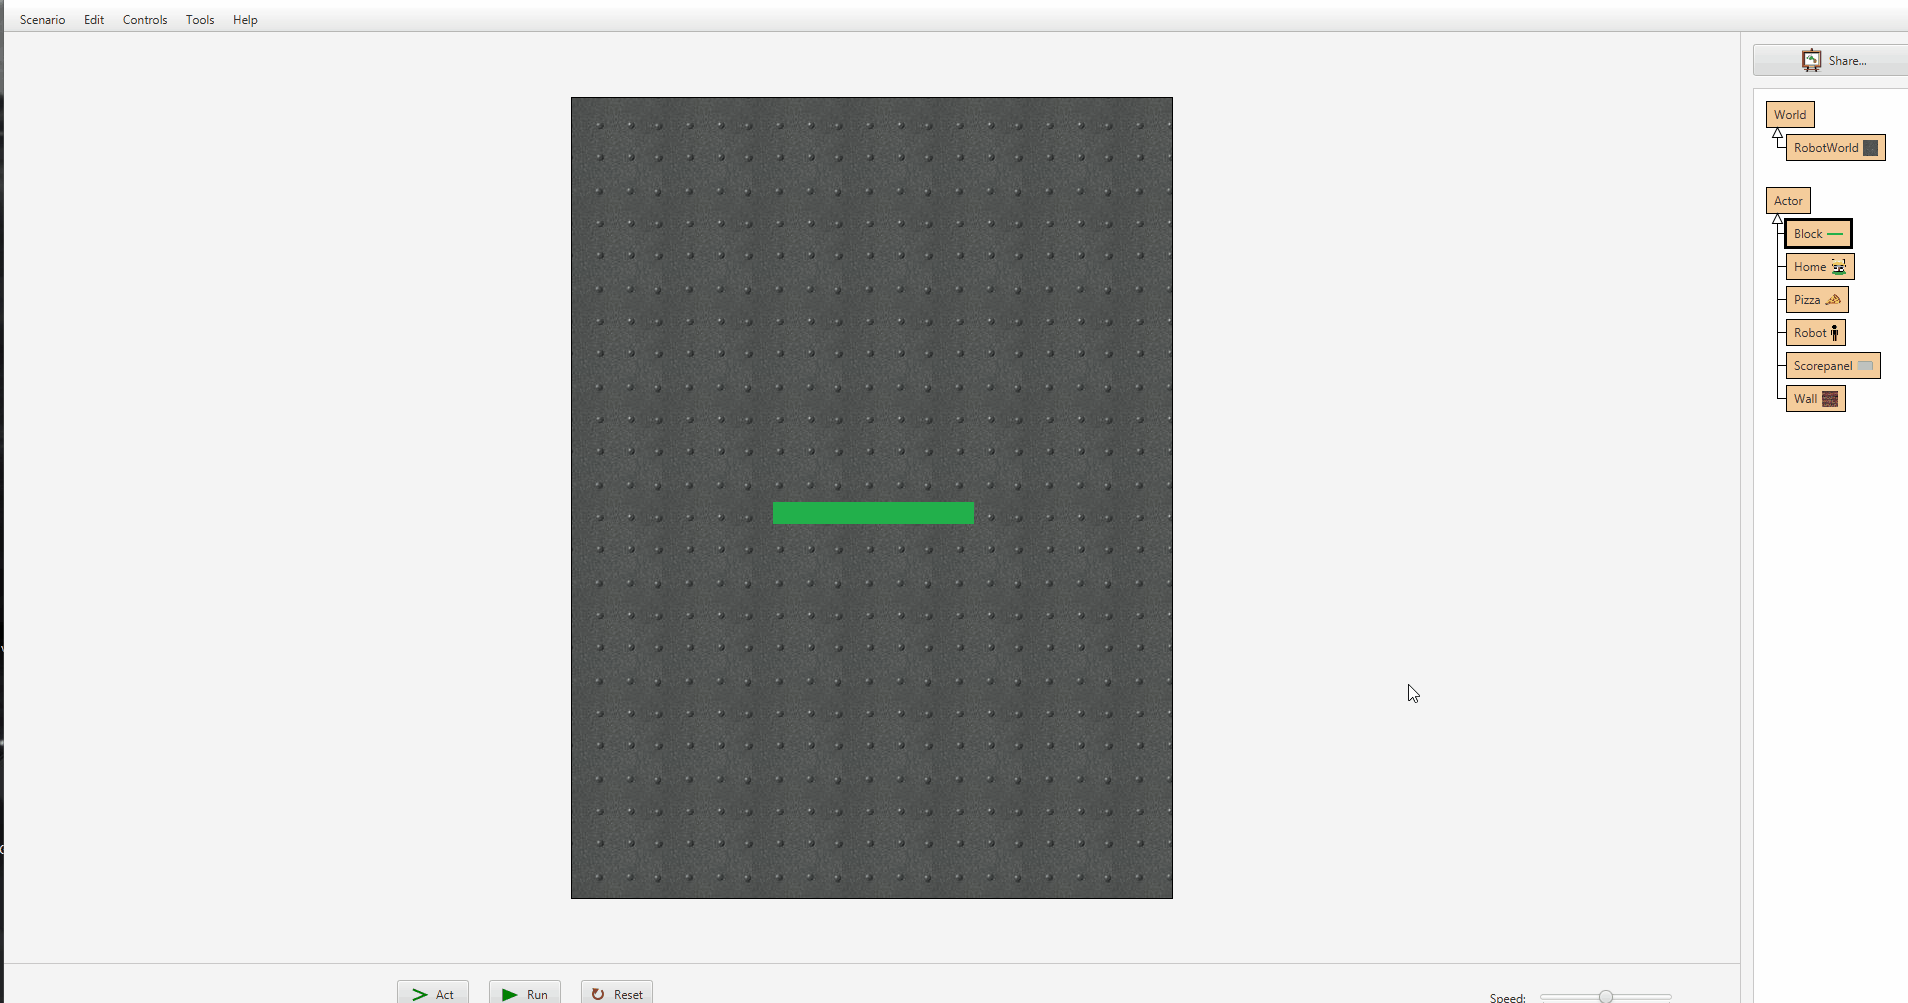 Scenario Edit Controls Tools Help
Share...
World
RobotWorld
Actor
Block
Home
Pizza
Robot
Scorepanel
Wall
Act Run Reset Speed: